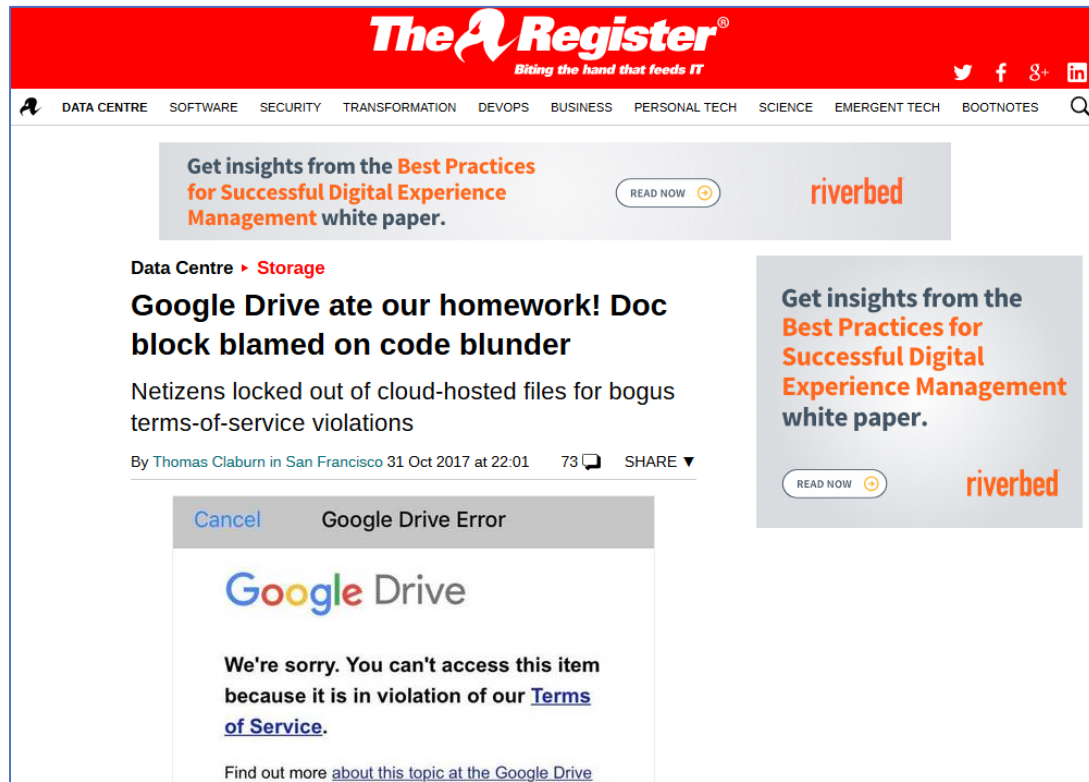 The Register®
Biting the hand that feeds IT
DATA CENTRE SOFTWARE SECURITY TRANSFORMATION DEVOPS BUSINESS PERSONAL TECH SCIENCE EMERGENT TECH BOOTNOTES
Get insights from the Best Practices
for Successful Digital Experience
Management white paper.
READ NOW
riverbed
Data Centre ▸ Storage
Google Drive ate our homework! Doc
block blamed on code blunder
Netizens locked out of cloud-hosted files for bogus
terms-of-service violations
By Thomas Claburn in San Francisco 31 Oct 2017 at 22:01 73 SHARE ▼
Get insights from the
Best Practices for
Successful Digital
Experience Management
white paper.
READ NOW
riverbed
Cancel Google Drive Error
Google Drive
We're sorry. You can't access this item
because it is in violation of our Terms
of Service.
Find out more about this topic at the Google Drive